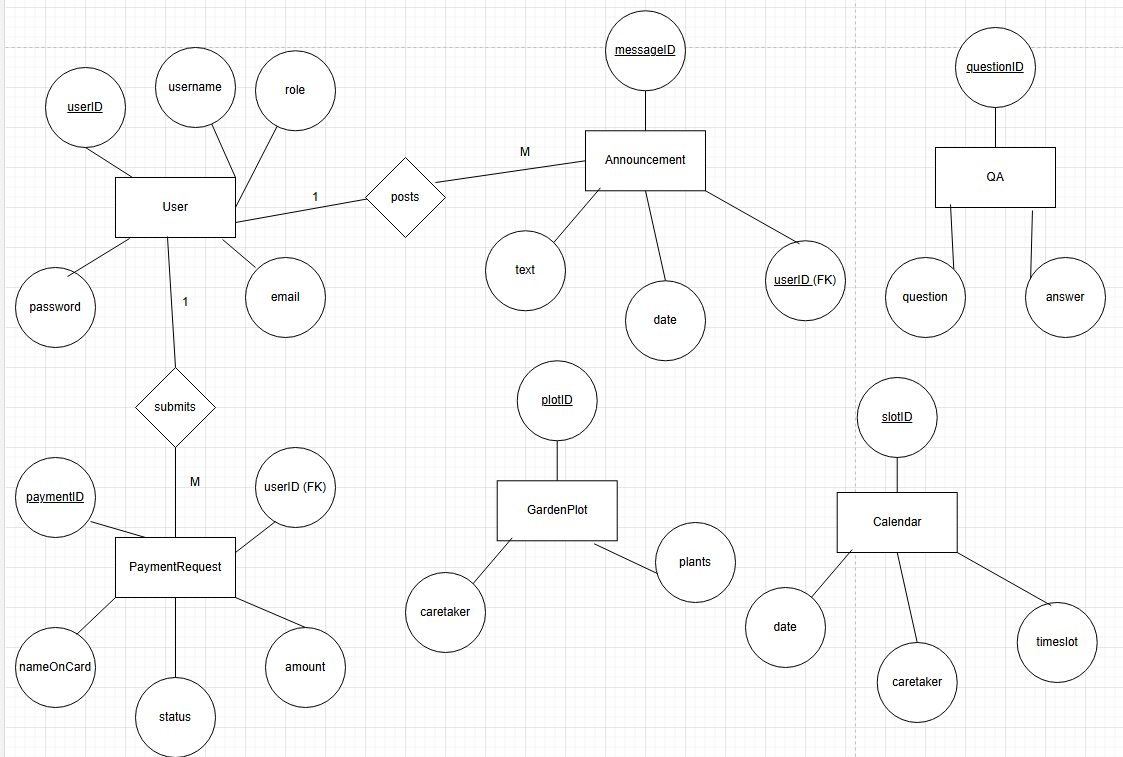 messageID
questionID
username
role
userID
Announcement
M
QA
1
posts
User
text
userID (FK)
date
question
answer
password
email
1
submits
plotID
slotID
M
userID (FK)
paymentID
GardenPlot
Calendar
PaymentRequest
plants
caretaker
date
timeslot
nameOnCard
amount
caretaker
status